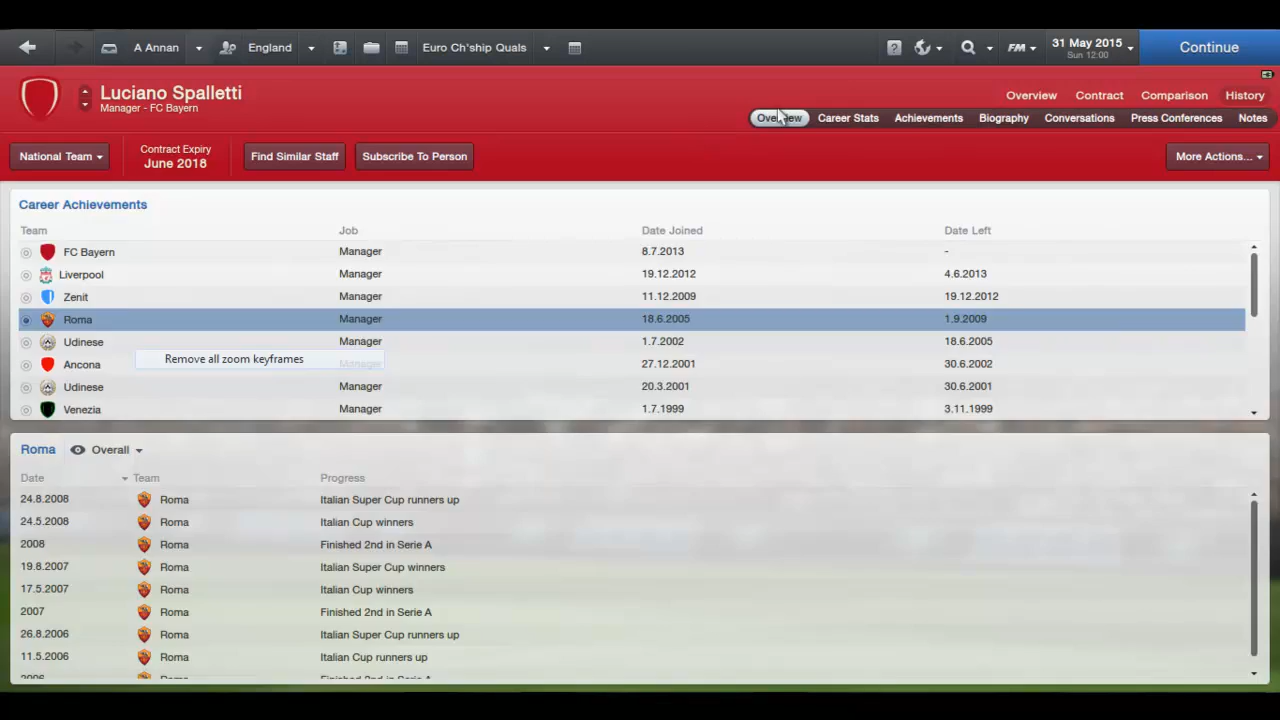 A Annan England Euro Ch'ship Quals ? FM 31 May 2015 Continue
Sun 12:00
Luciano Spalletti
Manager - FC Bayern
Overview Contract Comparison History
Overview Career Stats Achievements Biography Conversations Press Conferences Notes
National Team Contract Expiry Find Similar Staff Subscribe To Person More Actions...
June 2018
Career Achievements
Team Job Date Joined Date Left
FC Bayern Manager 8.7.2013 -
Liverpool Manager 19.12.2012 4.6.2013
Zenit Manager 11.12.2009 19.12.2012
Roma Manager 18.6.2005 1.9.2009
Udinese Manager 1.7.2002 18.6.2005
Remove all zoom keyframes
Ancona Manager 27.12.2001 30.6.2002
Udinese Manager 20.3.2001 30.6.2001
Venezia Manager 1.7.1999 3.11.1999
Roma Overall
Date Team Progress
24.8.2008 Roma Italian Super Cup runners up
24.5.2008 Roma Italian Cup winners
2008 Roma Finished 2nd in Serie A
19.8.2007 Roma Italian Super Cup winners
17.5.2007 Roma Italian Cup winners
2007 Roma Finished 2nd in Serie A
26.8.2006 Roma Italian Super Cup runners up
11.5.2006 Roma Italian Cup runners up
2006 Roma Finished 2nd in Serie A